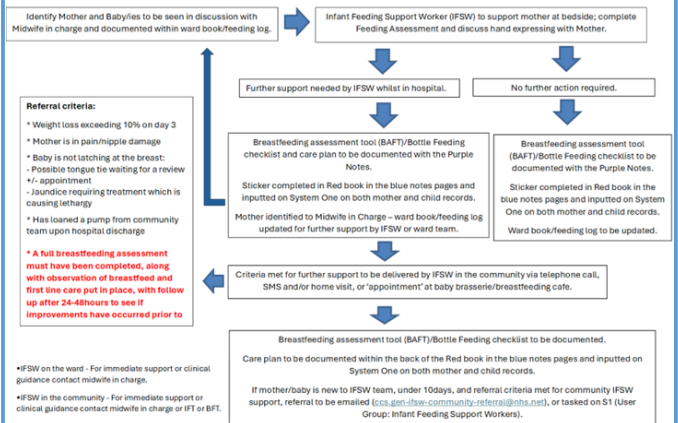 Identify Mother and Baby/ies to be seen in discussion with
Midwife in charge and documented within ward book/feeding log.
Infant Feeding Support Worker (IFSW) to support mother at bedside; complete
Feeding Assessment and discuss hand expressing with Mother.
Further support needed by IFSW whilst in hospital.
No further action required.
Referral criteria:
* Weight loss exceeding 10% on day 3
* Mother is in pain/nipple damage
* Baby is not latching at the breast:
- Possible tongue tie waiting for a review
+/- appointment
- Jaundice requiring treatment which is
causing lethargy
* Has loaned a pump from community
team upon hospital discharge
* A full breastfeeding assessment
must have been completed, along
with observation of breastfeed and
first line care put in place, with follow
up after 24-48hours to see if
improvements have occurred prior to
Breastfeeding assessment tool (BAFT)/Bottle Feeding
checklist and care plan to be documented with the Purple
Notes.
Sticker completed in Red book in the blue notes pages and
inputted on System One on both mother and child records.
Mother identified to Midwife in Charge – ward book/feeding log
updated for further support by IFSW or ward team.
Breastfeeding assessment tool
(BAFT)/Bottle Feeding checklist to be
documented with the Purple
Notes.
Sticker completed in Red book in the
blue notes pages and inputted on System
One on both mother and child records.
Ward book/feeding log to be updated.
Criteria met for further support to be delivered by IFSW in the community via telephone call,
SMS and/or home visit, or 'appointment' at baby brasserie/breastfeeding cafe.
Breastfeeding assessment tool (BAFT)/Bottle Feeding checklist to be documented.
Care plan to be documented within the back of the Red book in the blue notes pages and inputted on
System One on both mother and child records.
If mother/baby is new to IFSW team, under 10days, and referral criteria met for community IFSW
support, referral to be emailed (ccs.gen-ifsw-community-referral@nhs.net), or tasked on S1 (User
Group: Infant Feeding Support Workers).
•IFSW on the ward - For immediate support or clinical
guidance contact midwife in charge.
•IFSW in the community - For immediate support or
clinical guidance contact midwife in charge or IFT or BFT.